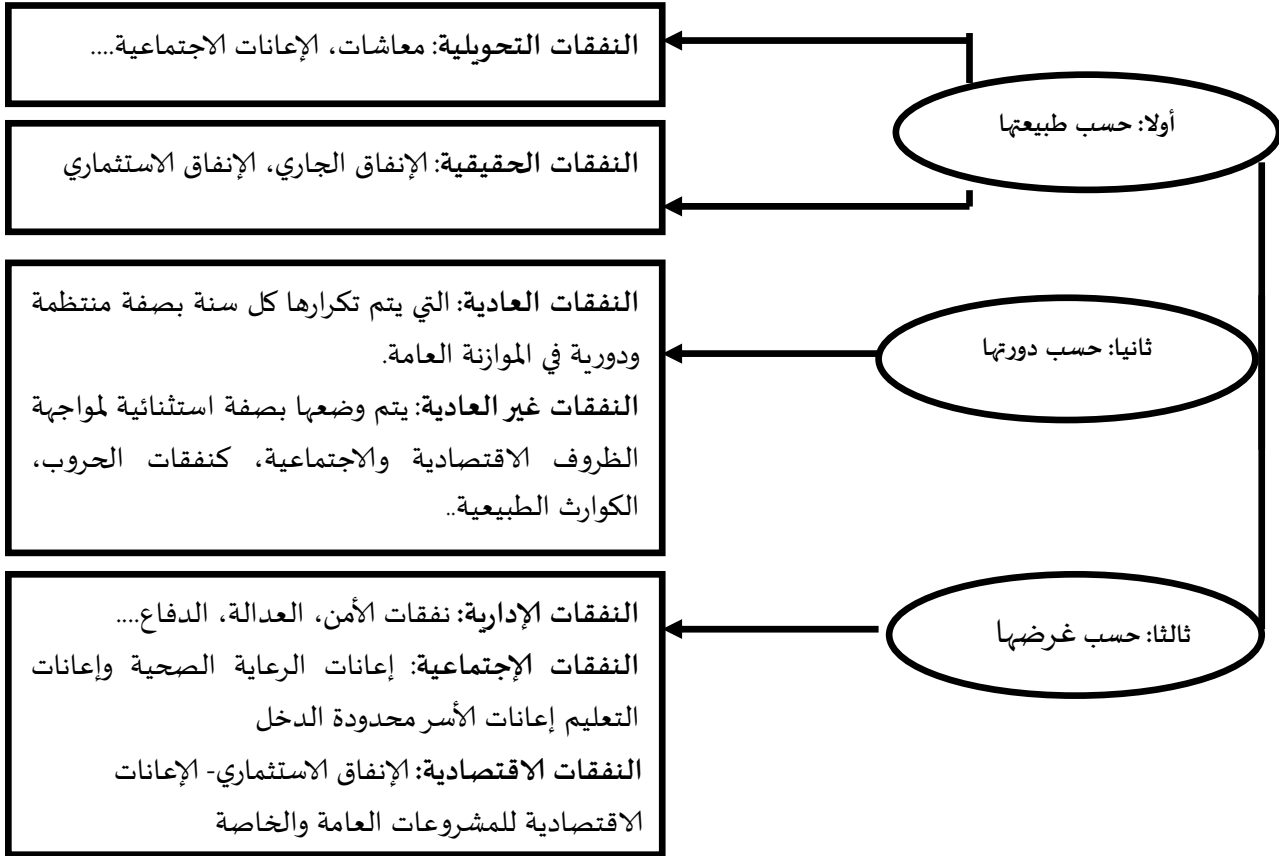 أولا: حسب طبيعتها
النفقات التحويلية: معاشات، الإعانات الاجتماعية....
النفقات الحقيقية: الإنفاق الجاري، الإنفاق الاستثماري
ثانيا: حسب دورتها
النفقات العادية: التي يتم تكرارها كل سنة بصفة منتظمة
ودورية في الموازنة العامة.
النفقات غير العادية: يتم وضعها بصفة استثنائية لمواجهة
الظروف الاقتصادية والاجتماعية، كنفقات الحروب،
الكوارث الطبيعية..
ثالثا: حسب غرضها
النفقات الإدارية: نفقات الأمن، العدالة، الدفاع....
النفقات الإجتماعية: إعانات الرعاية الصحية وإعانات
التعليم إعانات الأسر محدودة الدخل
النفقات الاقتصادية: الإنفاق الاستثماري- الإعانات
الاقتصادية للمشروعات العامة والخاصة